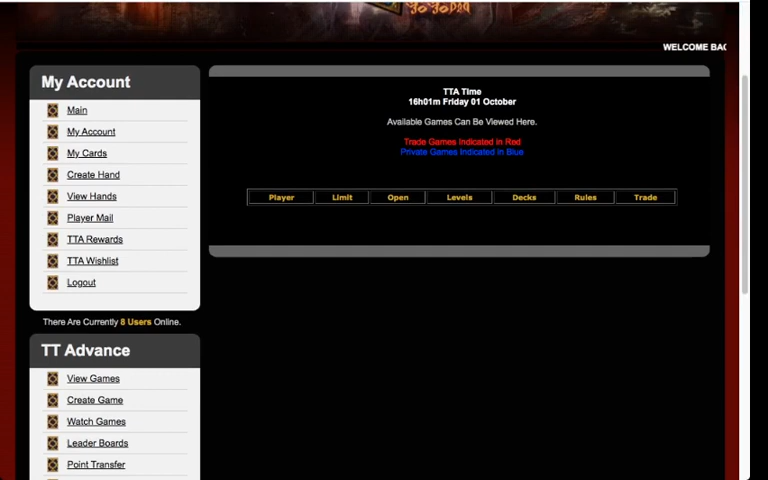 WELCOME BAC
My Account
Main
My Account
My Cards
Create Hand
View Hands
Player Mail
TTA Rewards
TTA Wishlist
Logout
There Are Currently 8 Users Online.
TT Advance
View Games
Create Game
Watch Games
Leader Boards
Point Transfer
TTA Time
16h01m Friday 01 October
Available Games Can Be Viewed Here.
Trade Games Indicated in Red
Private Games Indicated in Blue
Player Limit Open Levels Decks Rules Trade